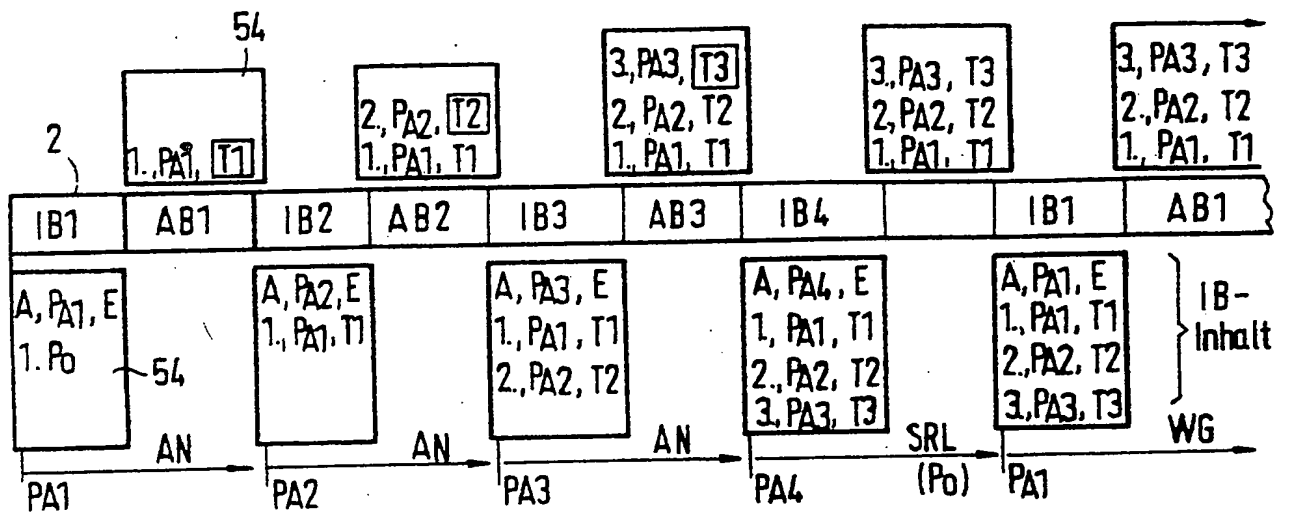 54
1., PA1, T1
2., PA2, T2
1., PA1, T1
3., PA3, T3
2., PA2, T2
1., PA1, T1
3., PA3, T3
2., PA2, T2
1., PA1, T1
3., PA3, T3
2., PA2, T2
1., PA1, T1
2
IB1 AB1 IB2 AB2 IB3 AB3 IB4 IB1 AB1
A, PA1, E
1. P0
54
A, PA2, E
1., PA1, T1
A, PA3, E
1., PA1, T1
2., PA2, T2
A, PA4, E
1., PA1, T1
2., PA2, T2
3., PA3, T3
A, PA1, E
1., PA1, T1
2., PA2, T2
3., PA3, T3
IB-
Inhalt
AN AN AN SRL WG
(P0)
PA1 PA2 PA3 PA4 PA1